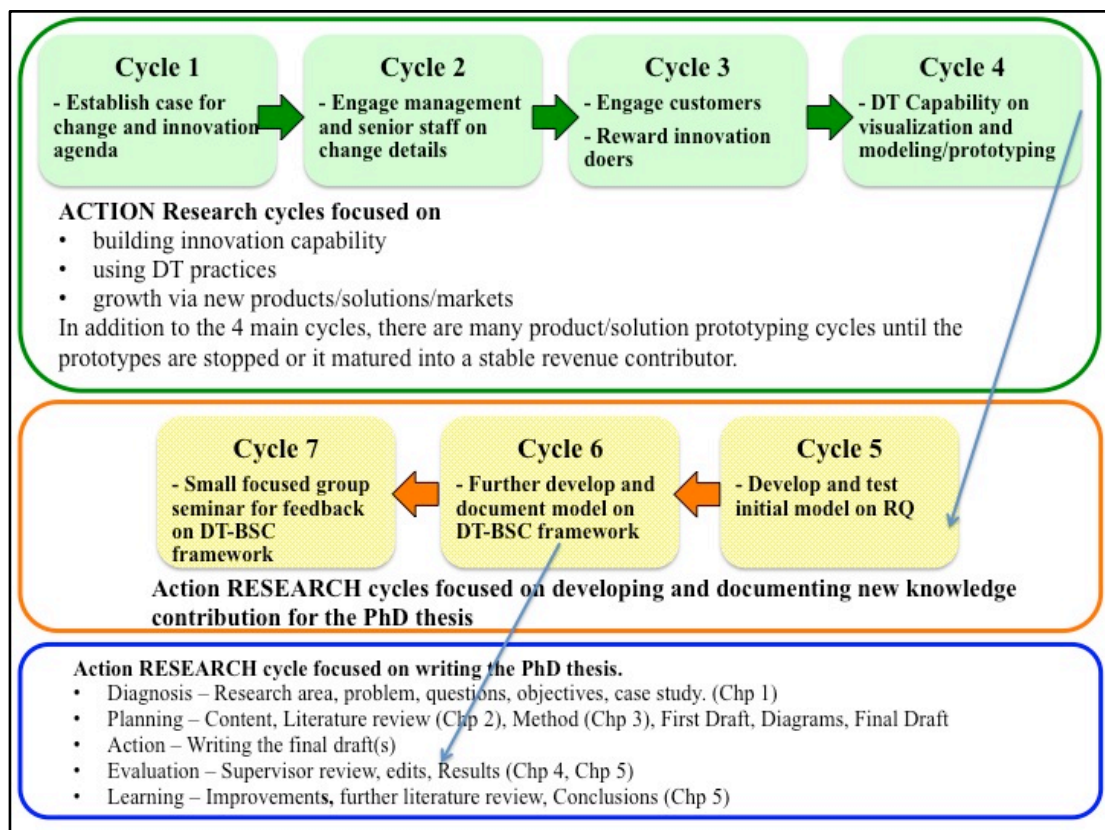 Cycle 1
- Establish case for
change and innovation
agenda
Cycle 2
- Engage management
and senior staff on
change details
Cycle 3
- Engage customers
- Reward innovation
doers
Cycle 4
- DT Capability on
visualization and
modeling/prototyping
ACTION Research cycles focused on
• building innovation capability
• using DT practices
• growth via new products/solutions/markets
In addition to the 4 main cycles, there are many product/solution prototyping cycles until the
prototypes are stopped or it matured into a stable revenue contributor.
Cycle 7
- Small focused group
seminar for feedback
on DT-BSC
framework
Cycle 6
- Further develop and
document model on
DT-BSC framework
Cycle 5
- Develop and test
initial model on RQ
Action RESEARCH cycles focused on developing and documenting new knowledge
contribution for the PhD thesis
Action RESEARCH cycle focused on writing the PhD thesis.
• Diagnosis – Research area, problem, questions, objectives, case study. (Chp 1)
• Planning – Content, Literature review (Chp 2), Method (Chp 3), First Draft, Diagrams, Final Draft
• Action – Writing the final draft(s)
• Evaluation – Supervisor review, edits, Results (Chp 4, Chp 5)
• Learning – Improvements, further literature review, Conclusions (Chp 5)